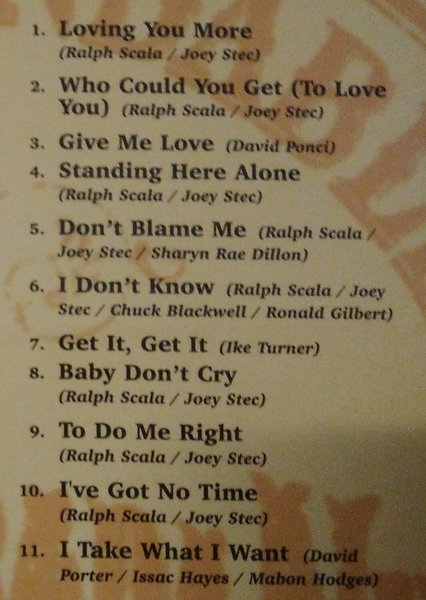 1. Loving You More
(Ralph Scala / Joey Stec)
2. Who Could You Get (To Love
You) (Ralph Scala / Joey Stec)
3. Give Me Love (David Ponci)
4. Standing Here Alone
(Ralph Scala / Joey Stec)
5. Don't Blame Me (Ralph Scala /
Joey Stec / Sharyn Rae Dillon)
6. I Don't Know (Ralph Scala / Joey
Stec / Chuck Blackwell / Ronald Gilbert)
7. Get It, Get It (Ike Turner)
8. Baby Don't Cry
(Ralph Scala / Joey Stec)
9. To Do Me Right
(Ralph Scala / Joey Stec)
10. I've Got No Time
(Ralph Scala / Joey Stec)
11. I Take What I Want (David
Porter / Issac Hayes / Mabon Hodges)